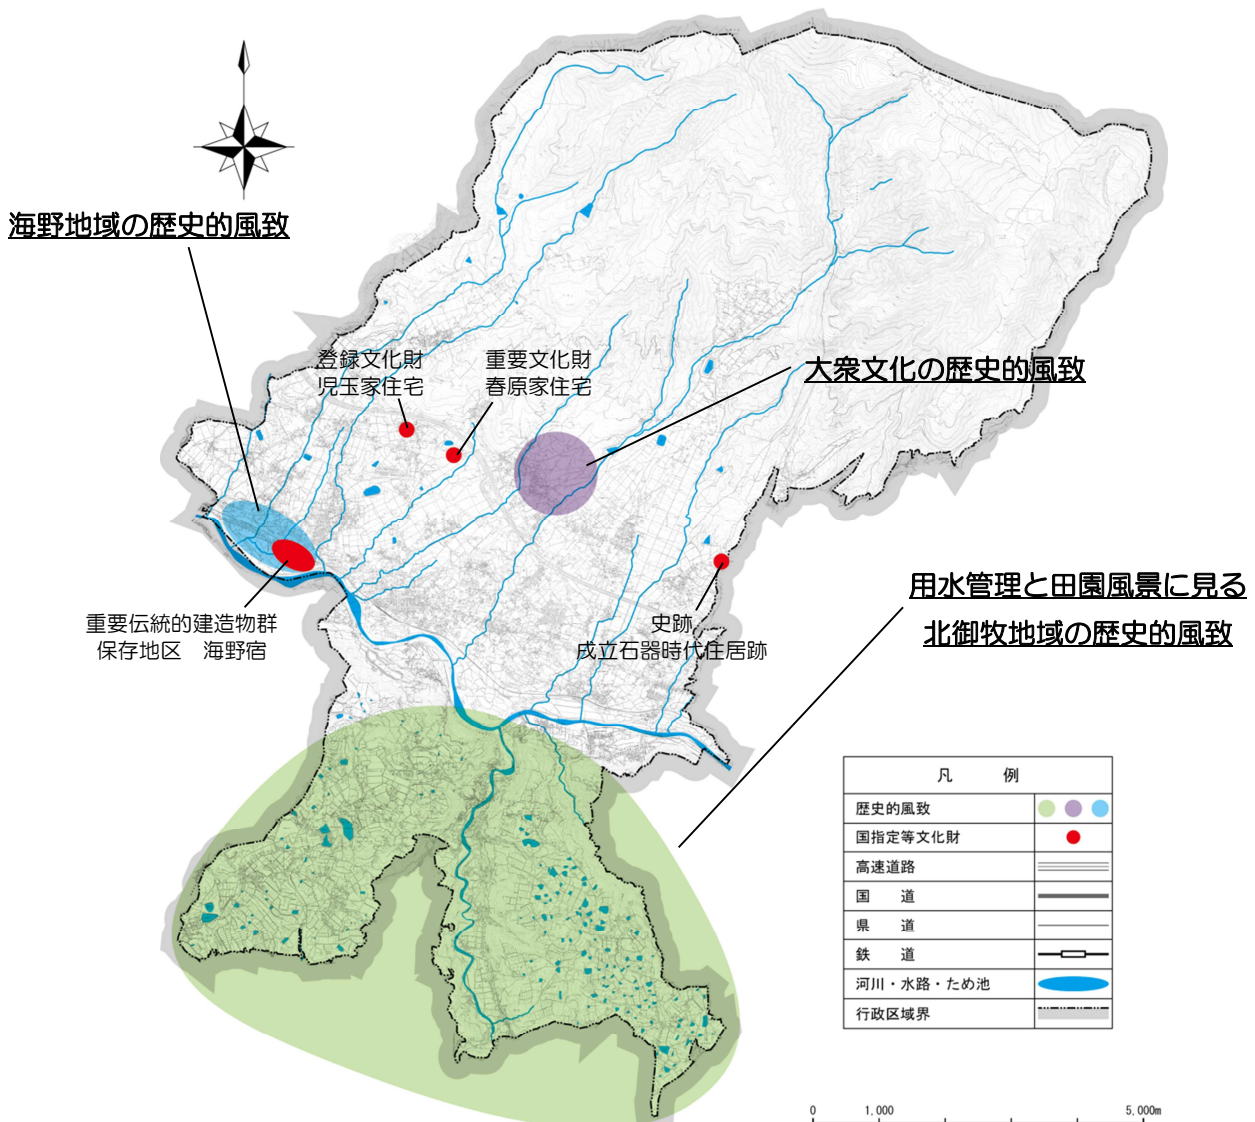 海野地域の歴史的風致
登録文化財
児玉家住宅
重要文化財
春原家住宅
大衆文化の歴史的風致
重要伝統的建造物群
保存地区　海野宿
史跡
戌立石器時代住居跡
用水管理と田園風景に見る
北御牧地域の歴史的風致
凡　例
歴史的風致
国指定等文化財
高速道路
国　道
県　道
鉄　道
河川・水路・ため池
行政区域界
0 1,000 5,000m